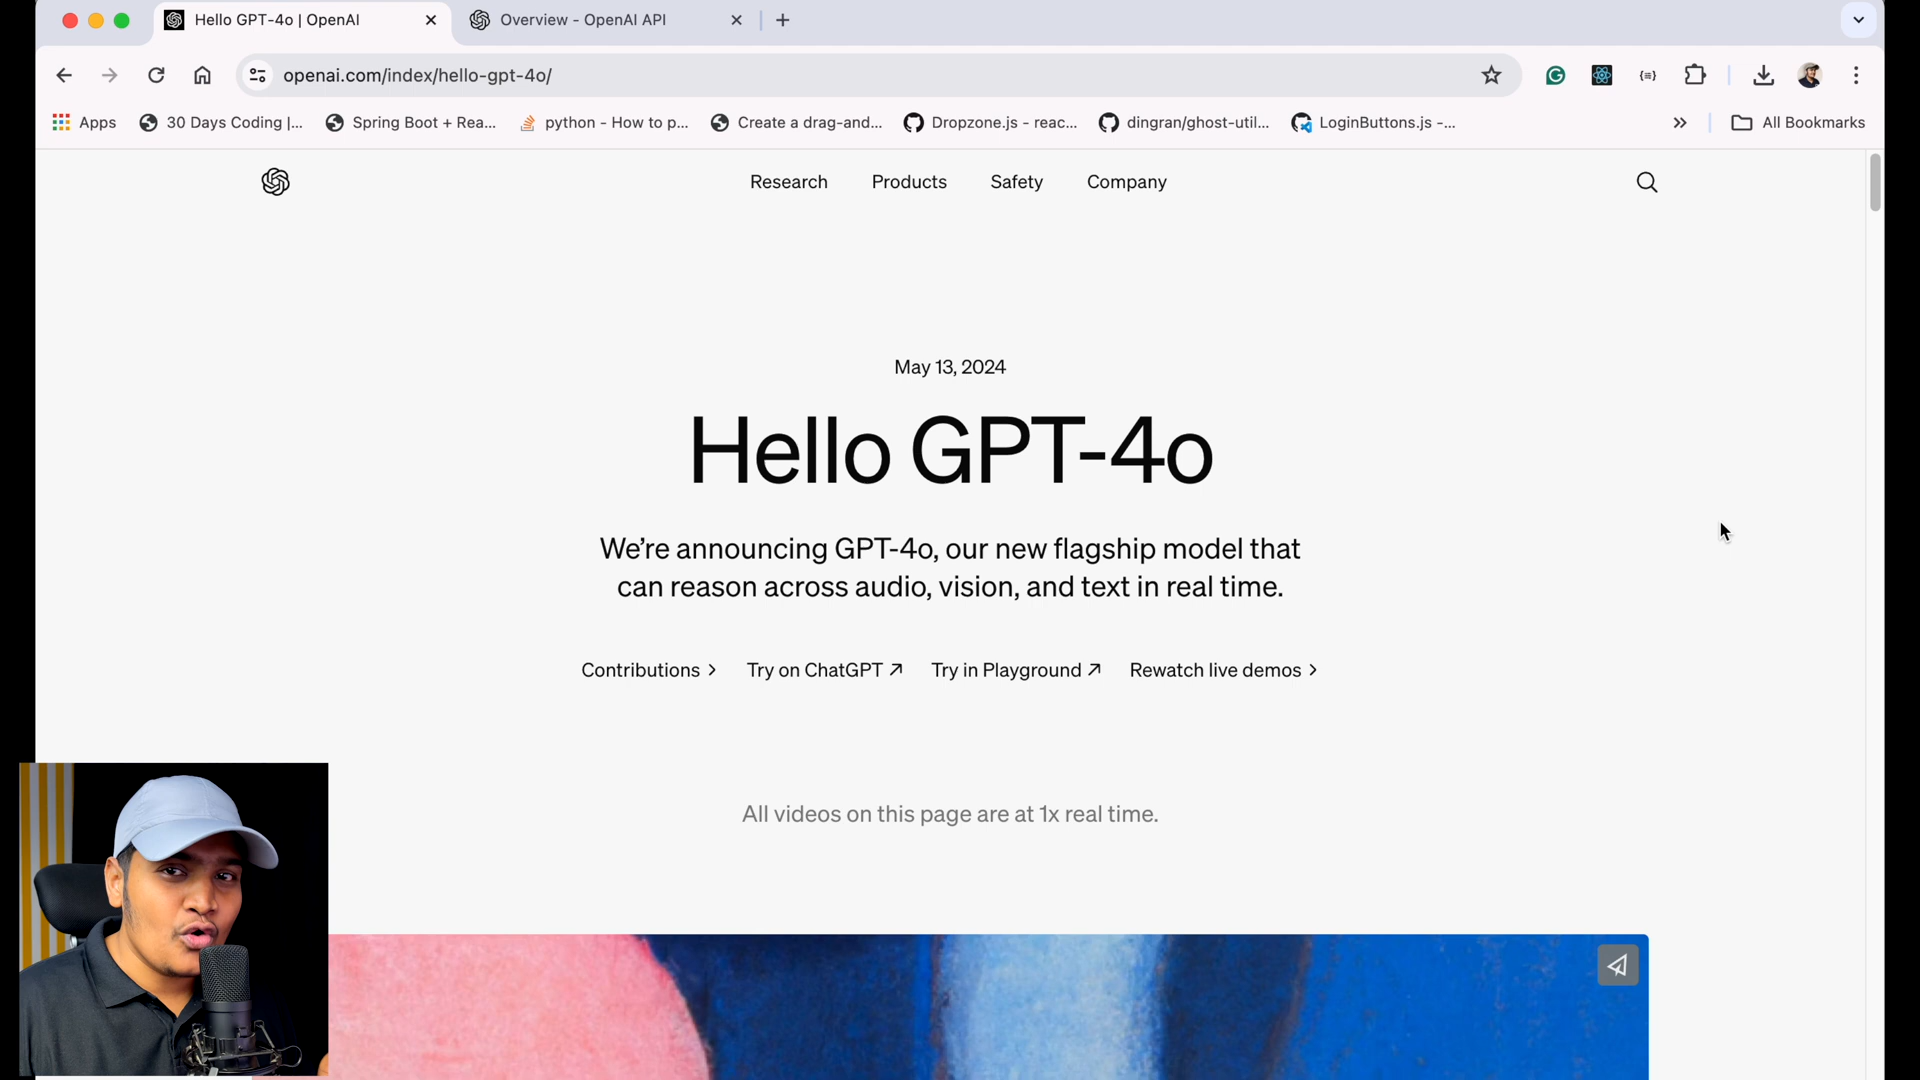 Hello GPT-4o | OpenAI
Overview - OpenAI API
openai.com/index/hello-gpt-4o/
Apps
30 Days Coding |...
Spring Boot + Rea...
python - How to p...
Create a drag-and...
Dropzone.js - reac...
dingran/ghost-util...
LoginButtons.js -...
All Bookmarks
Research
Products
Safety
Company
May 13, 2024
Hello GPT-4o
We’re announcing GPT-4o, our new flagship model that
can reason across audio, vision, and text in real time.
Contributions
Try on ChatGPT
Try in Playground
Rewatch live demos
All videos on this page are at 1x real time.